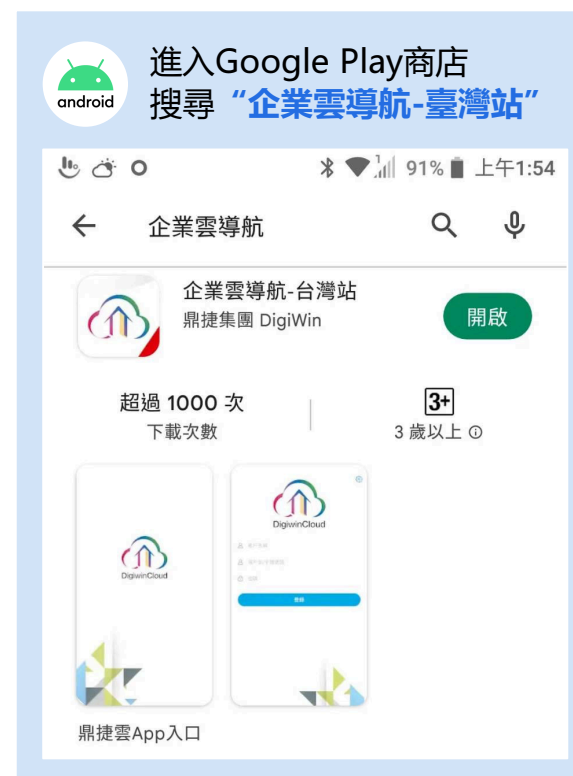 進入Google Play商店
android
搜尋“企業雲導航-臺灣站”
91% 上午1:54
企業雲導航
企業雲導航-台灣站
鼎捷集團 DigiWin
開啟
超過 1000 次
下載次數
3+
3 歲以上
DigiwinCloud
DigiwinCloud
登錄
鼎捷雲App入口